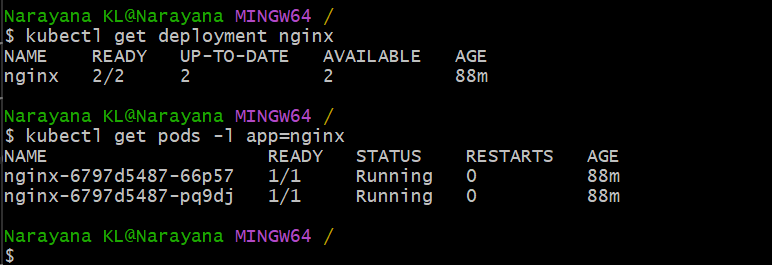 Narayana KL@Narayana MINGW64 /
$ kubectl get deployment nginx
NAME    READY   UP-TO-DATE   AVAILABLE   AGE
nginx   2/2     2            2           88m
Narayana KL@Narayana MINGW64 /
$ kubectl get pods -l app=nginx
NAME                     READY   STATUS    RESTARTS   AGE
nginx-6797d5487-66p57   1/1     Running   0          88m
nginx-6797d5487-pq9dj   1/1     Running   0          88m
Narayana KL@Narayana MINGW64 /
$